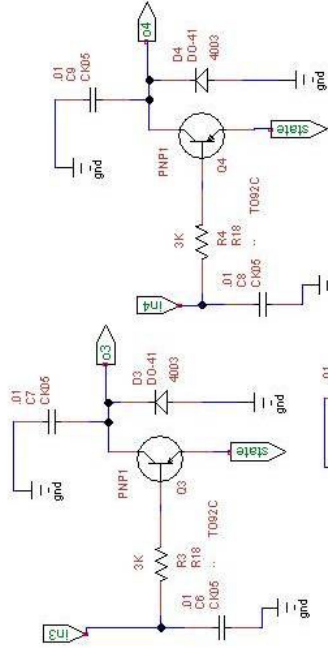 in3
.01
C6
CK05
gnd
3K
R3
R18
..
TO92C
PNP1
Q3
state
.01
C7
CK05
gnd
o3
D3
DO-41
4003
gnd
in4
.01
C8
CK05
3K
R4
R18
..
TO92C
PNP1
Q4
state
.01
C9
CK05
gnd
o4
D4
DO-41
4003
gnd
.01